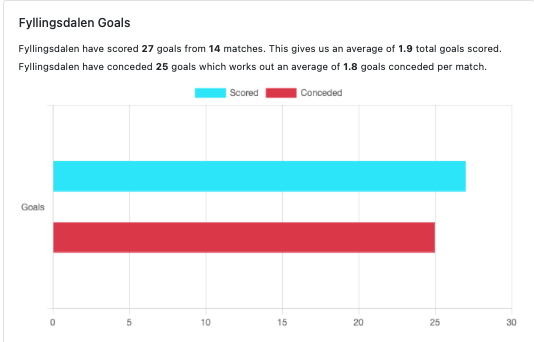 Fyllingsdalen Goals
Fyllingsdalen have scored 27 goals from 14 matches. This gives us an average of 1.9 total goals scored.
Fyllingsdalen have conceded 25 goals which works out an average of 1.8 goals conceded per match.
Scored Conceded
Goals
0 5 10 15 20 25 30